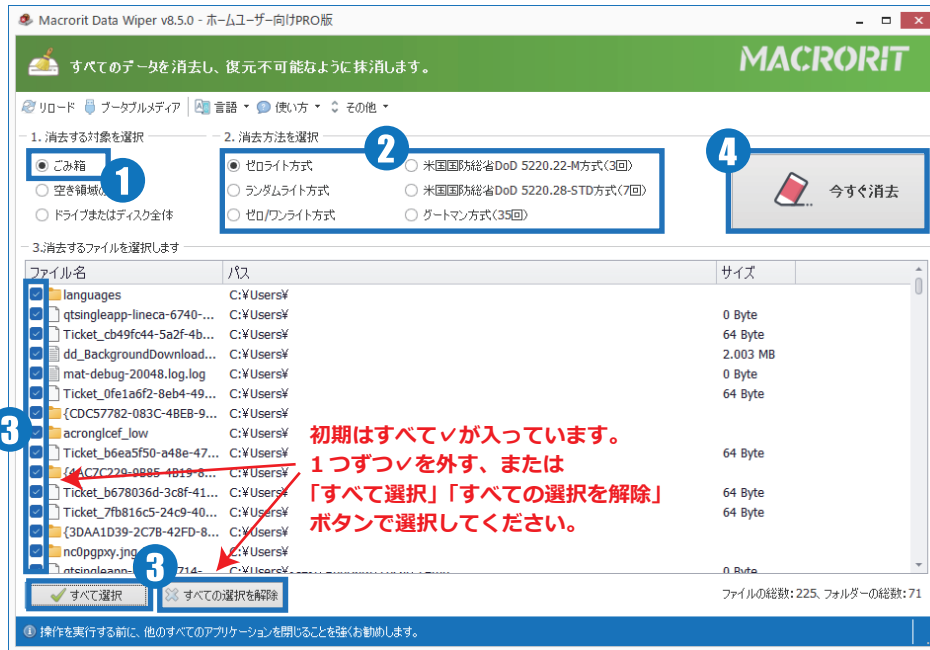 Macrorit Data Wiper v8.5.0 - ホームユーザー向けPRO版
すべてのデータを消去し、復元不可能なように抹消します。
MACRORIT
リロード ブータブルメディア 言語 使い方 その他
1. 消去する対象を選択
2. 消去方法を選択
ごみ箱
1
空き領域の
ドライブまたはディスク全体
2
ゼロライト方式
米国国防総省DoD 5220.22-M方式(3回)
ランダムライト方式
米国国防総省DoD 5220.28-STD方式(7回)
ゼロ/ワンライト方式
グートマン方式(35回)
4
今すぐ消去
3.消去するファイルを選択します
ファイル名 パス サイズ
languages C:¥Users¥
qtsingleapp-lineca-6740-... C:¥Users¥ 0 Byte
Ticket_cb49fc44-5a2f-4b... C:¥Users¥ 64 Byte
dd_BackgroundDownload... C:¥Users¥ 2.003 MB
mat-debug-20048.log.log C:¥Users¥ 0 Byte
Ticket_0fe1a6f2-8eb4-49... C:¥Users¥ 64 Byte
{CDC57782-083C-4BEB-9... C:¥Users¥
acronglcef_low C:¥Users¥
Ticket_b6ea5f50-a48e-47... C:¥Users¥ 64 Byte
{4AC7C229-9B85-4B19-8... C:¥Users¥
Ticket_b678036d-3c8f-41... C:¥Users¥ 64 Byte
Ticket_7fb816c5-24c9-40... C:¥Users¥ 64 Byte
{3DAA1D39-2C7B-42FD-8... C:¥Users¥
nc0pgpxy.jng C:¥Users¥
0 Byte
3
初期はすべて✓が入っています。
１つずつ✓を外す、または
「すべて選択」「すべての選択を解除」
ボタンで選択してください。
3
すべて選択 すべての選択を解除
ファイルの総数: 225、フォルダーの総数: 71
操作を実行する前に、他のすべてのアプリケーションを閉じることを強くお勧めします。